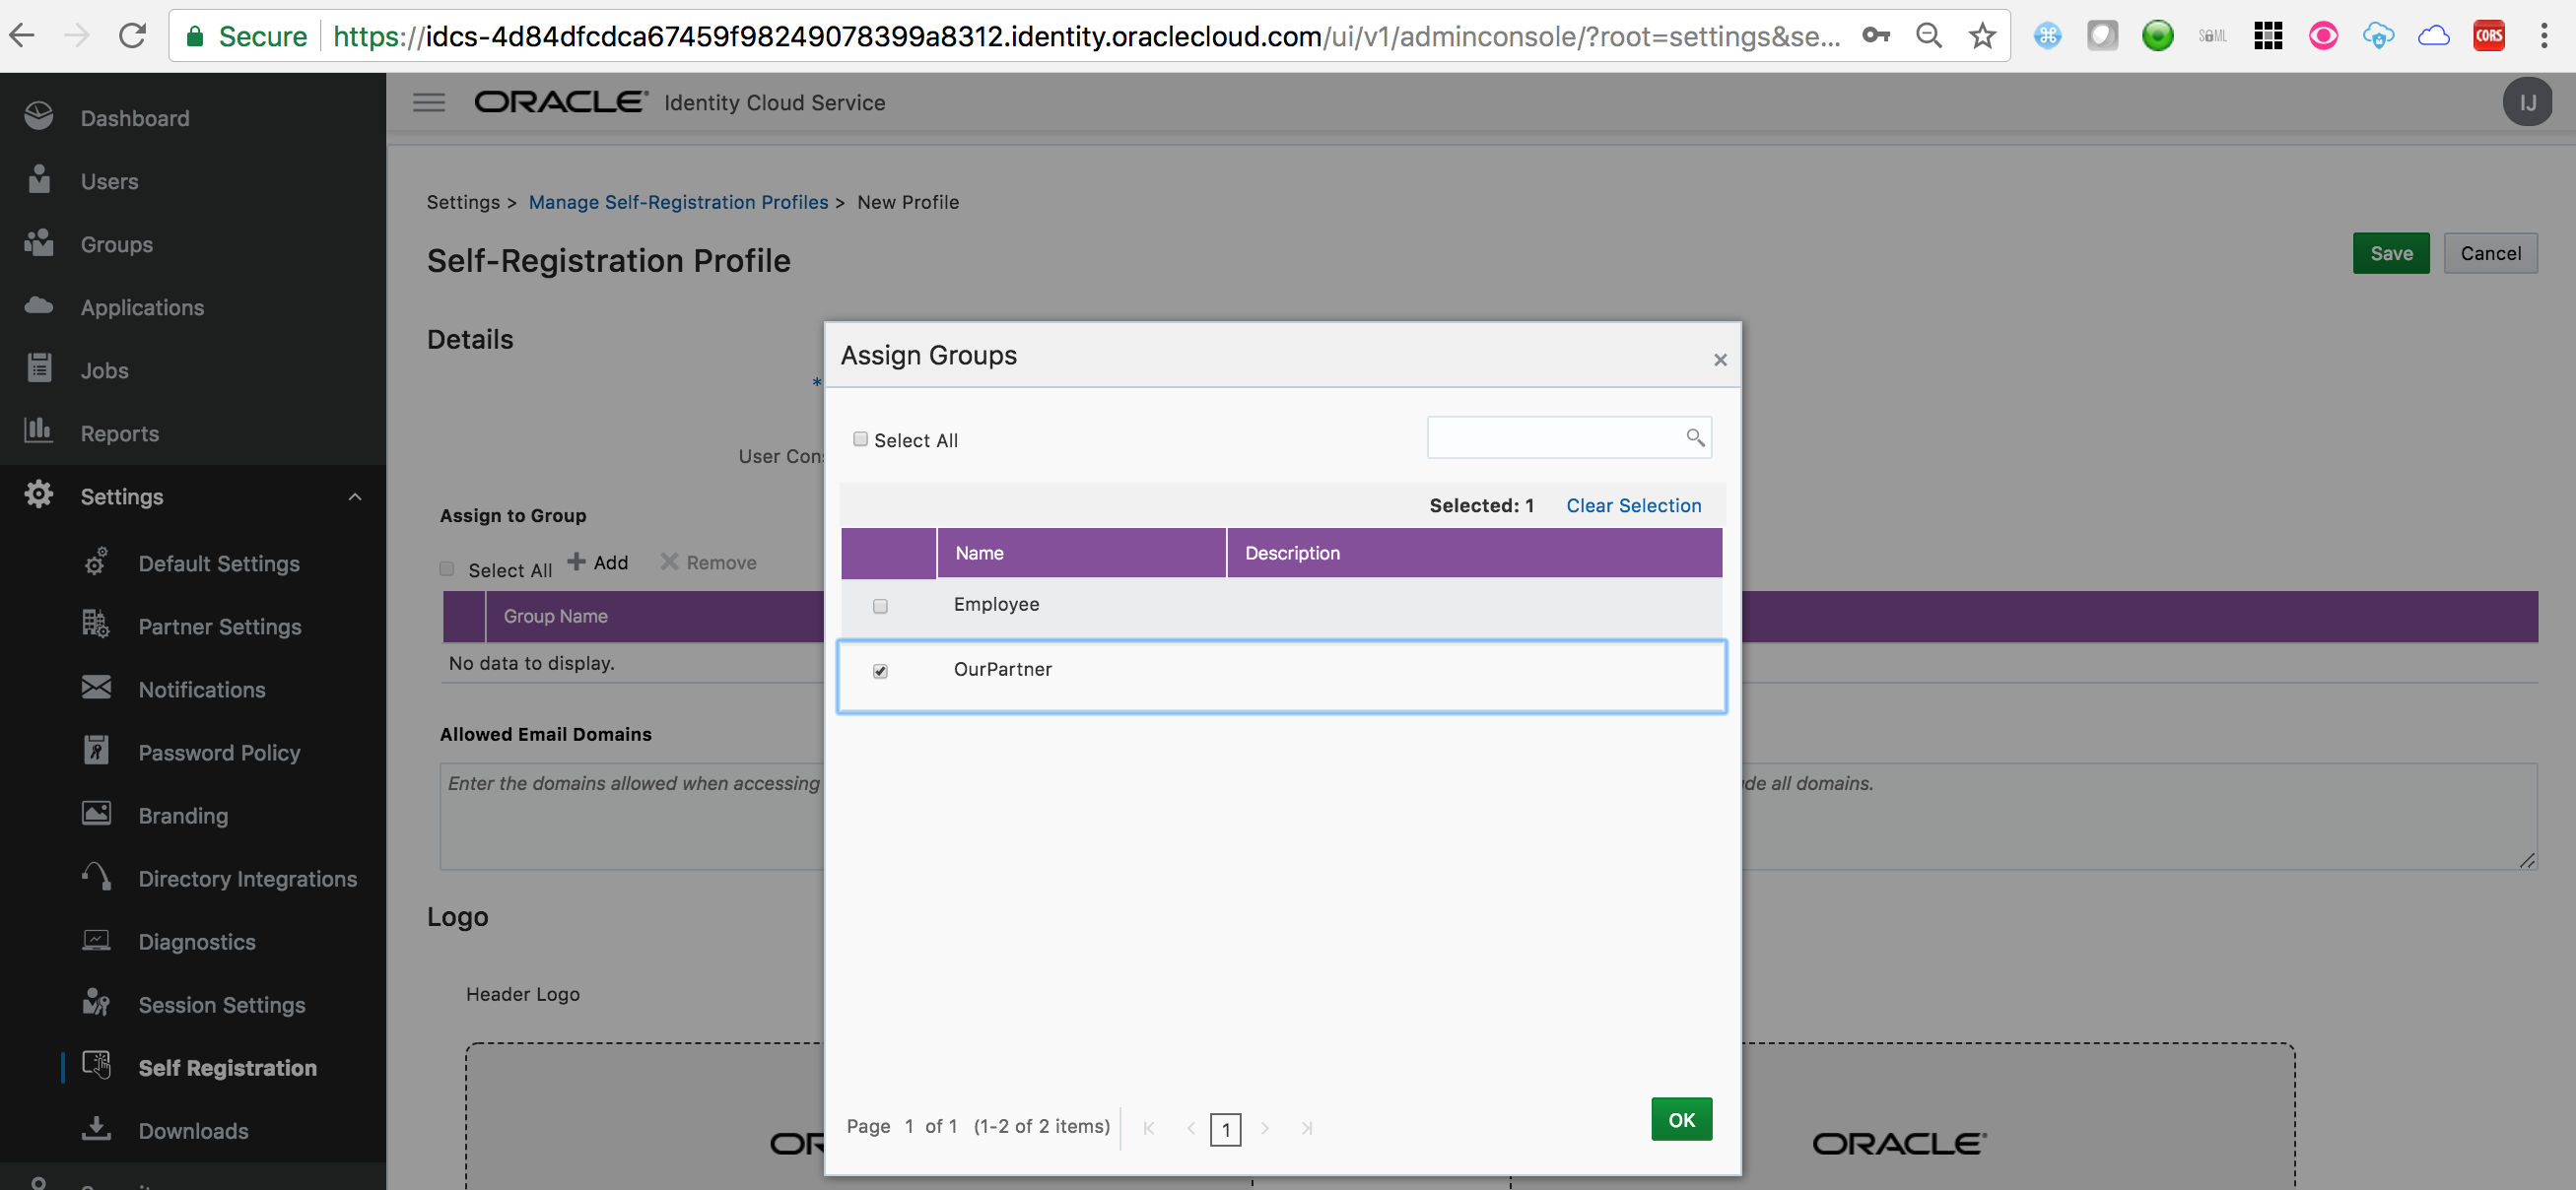 Secure https://idcs-4d84dfcdca67459f98249078399a8312.identity.oraclecloud.com/ui/v1/adminconsole/?root=settings&se...
SAML
CORS
ORACLE Identity Cloud Service
IJ
Dashboard
Users
Groups
Applications
Jobs
Reports
Settings
Default Settings
Partner Settings
Notifications
Password Policy
Branding
Directory Integrations
Diagnostics
Session Settings
Self Registration
Downloads
Settings > Manage Self-Registration Profiles > New Profile
Self-Registration Profile
Save Cancel
Details
*
User Cons
Assign to Group
Select All Add Remove
Group Name
No data to display.
Allowed Email Domains
Enter the domains allowed when accessing
de all domains.
Logo
Header Logo
ORACLE
Assign Groups
×
Select All
Selected: 1 Clear Selection
Name Description
Employee
OurPartner
Page 1 of 1 (1-2 of 2 items) 1
OK